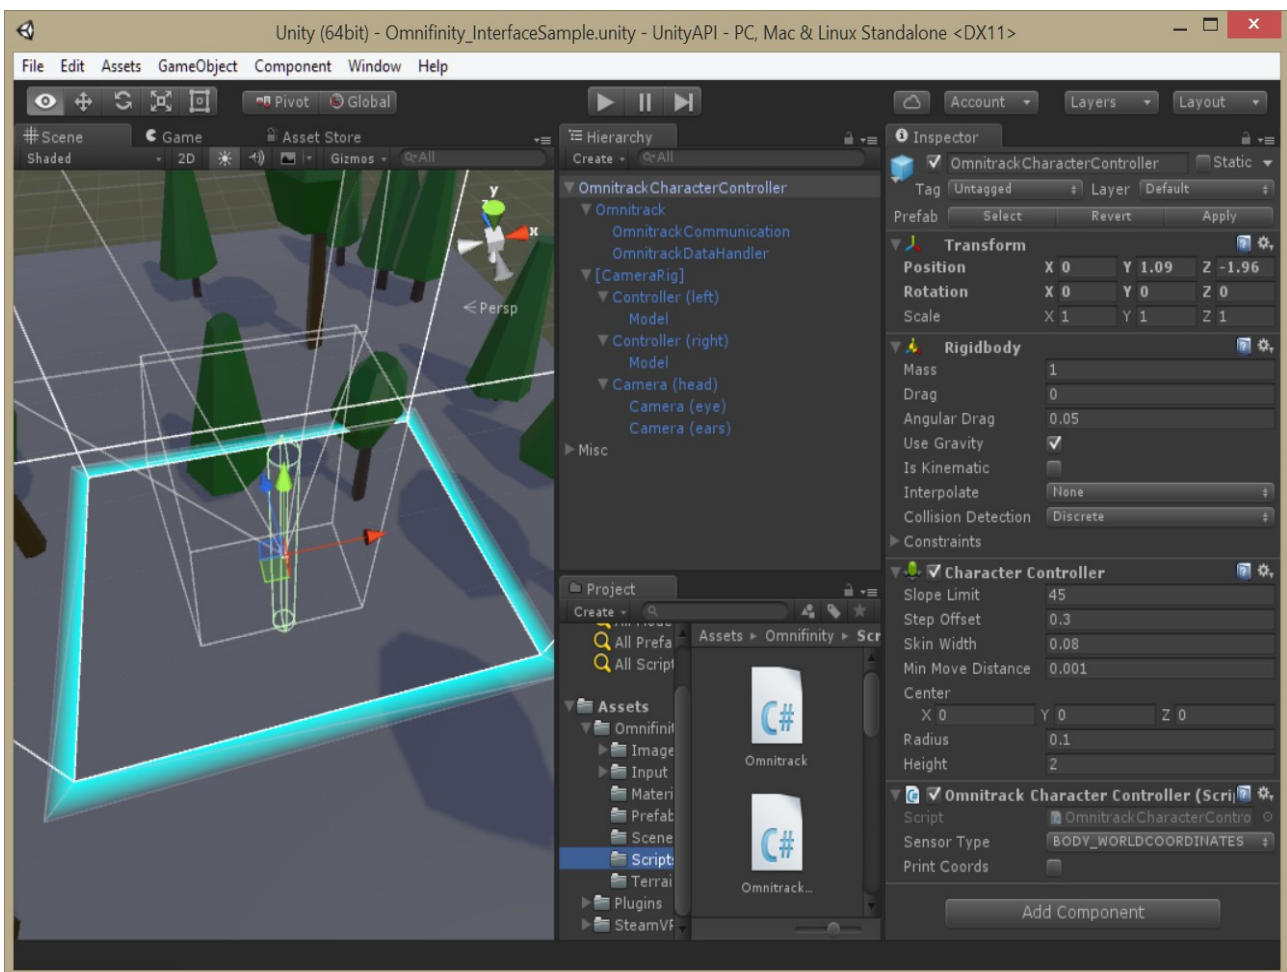 Unity (64bit) - Omnifinity_InterfaceSample.unity - UnityAPI - PC, Mac & Linux Standalone <DX11>
File Edit Assets GameObject Component Window Help
Pivot Global Account Layers Layout
Scene Game Asset Store
Shaded 2D Gizmos All
y
x
Persp
Hierarchy
Create All
OmnitrackCharacterController
Omnitrack
OmnitrackCommunication
OmnitrackDataHandler
[CameraRig]
Controller (left)
Model
Controller (right)
Model
Camera (head)
Camera (eye)
Camera (ears)
Misc
Project
Create
All Prefa
All Script
Assets
Omnifinit
Image
Input
Materi
Prefab
Scene
Scripts
Terrai
Plugins
SteamVR
Assets Omnifinity Scr
C#
Omnitrack
C#
Omnitrack...
Inspector
OmnitrackCharacterController Static
Tag Untagged Layer Default
Prefab Select Revert Apply
Transform
Position X 0 Y 1.09 Z -1.96
Rotation X 0 Y 0 Z 0
Scale X 1 Y 1 Z 1
Rigidbody
Mass 1
Drag 0
Angular Drag 0.05
Use Gravity
Is Kinematic
Interpolate None
Collision Detection Discrete
Constraints
Character Controller
Slope Limit 45
Step Offset 0.3
Skin Width 0.08
Min Move Distance 0.001
Center
X 0 Y 0 Z 0
Radius 0.1
Height 2
Omnitrack Character Controller (Scri
Script OmnitrackCharacterContro
Sensor Type BODY_WORLDCOORDINATES
Print Coords
Add Component